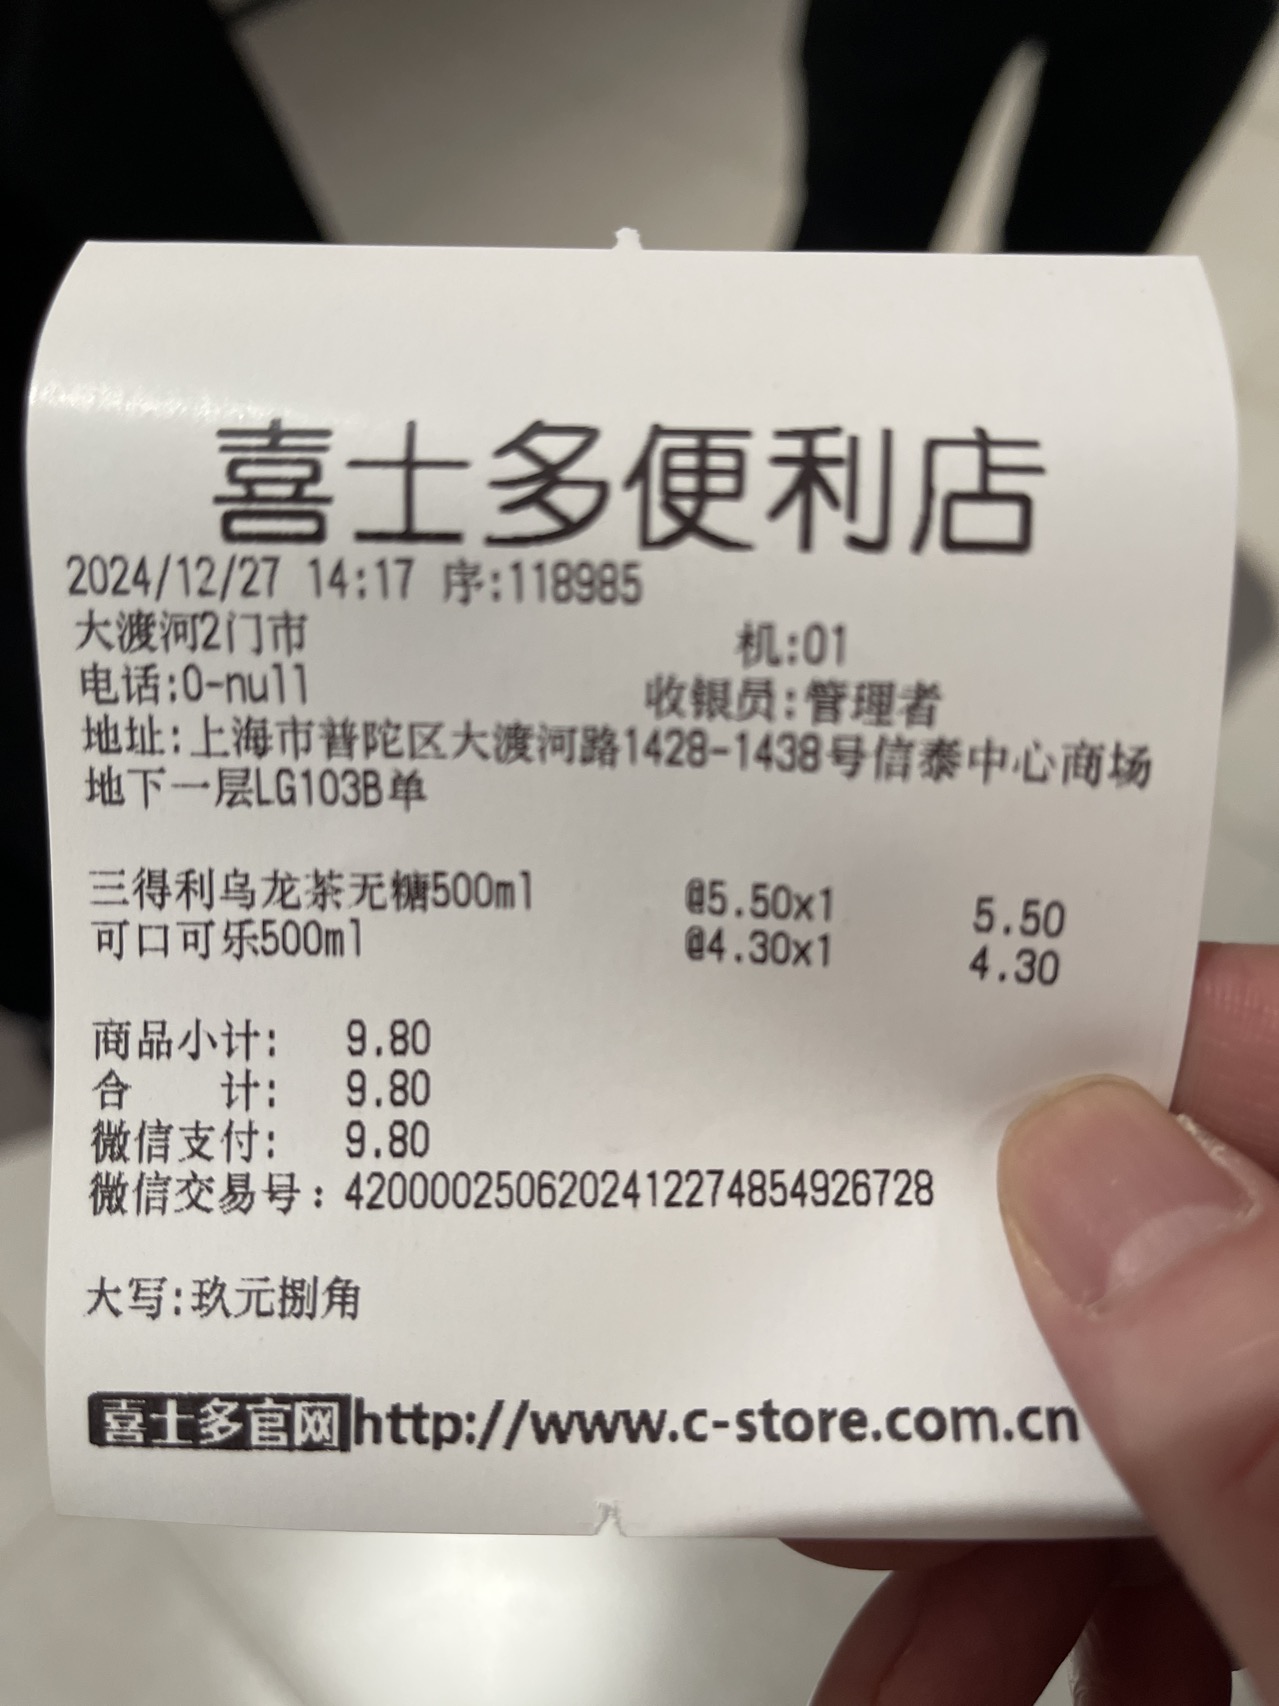 喜士多便利店
2024/12/27 14:17 序:118985
大渡河2门市 机:01
电话:0-null 收银员:管理者
地址:上海市普陀区大渡河路1428-1438号信泰中心商场
地下一层LG103B单
三得利乌龙茶无糖500ml @5.50x1 5.50
可口可乐500ml @4.30x1 4.30
商品小计: 9.80
合 计: 9.80
微信支付: 9.80
微信交易号：4200002506202412274854926728
大写:玖元捌角
喜士多官网http://www.c-store.com.cn